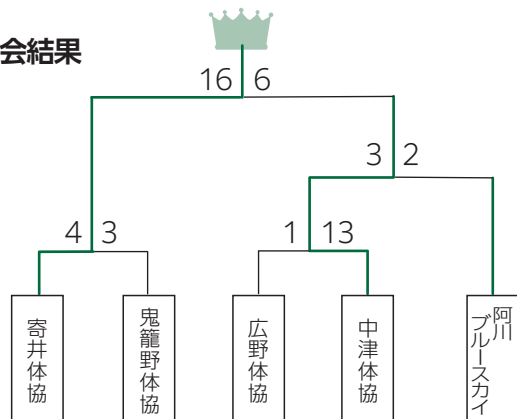 会結果
16 6
3 2
4 3
1 13
寄井体協
鬼籠野体協
広野体協
中津体協
阿川
ブルースカイ